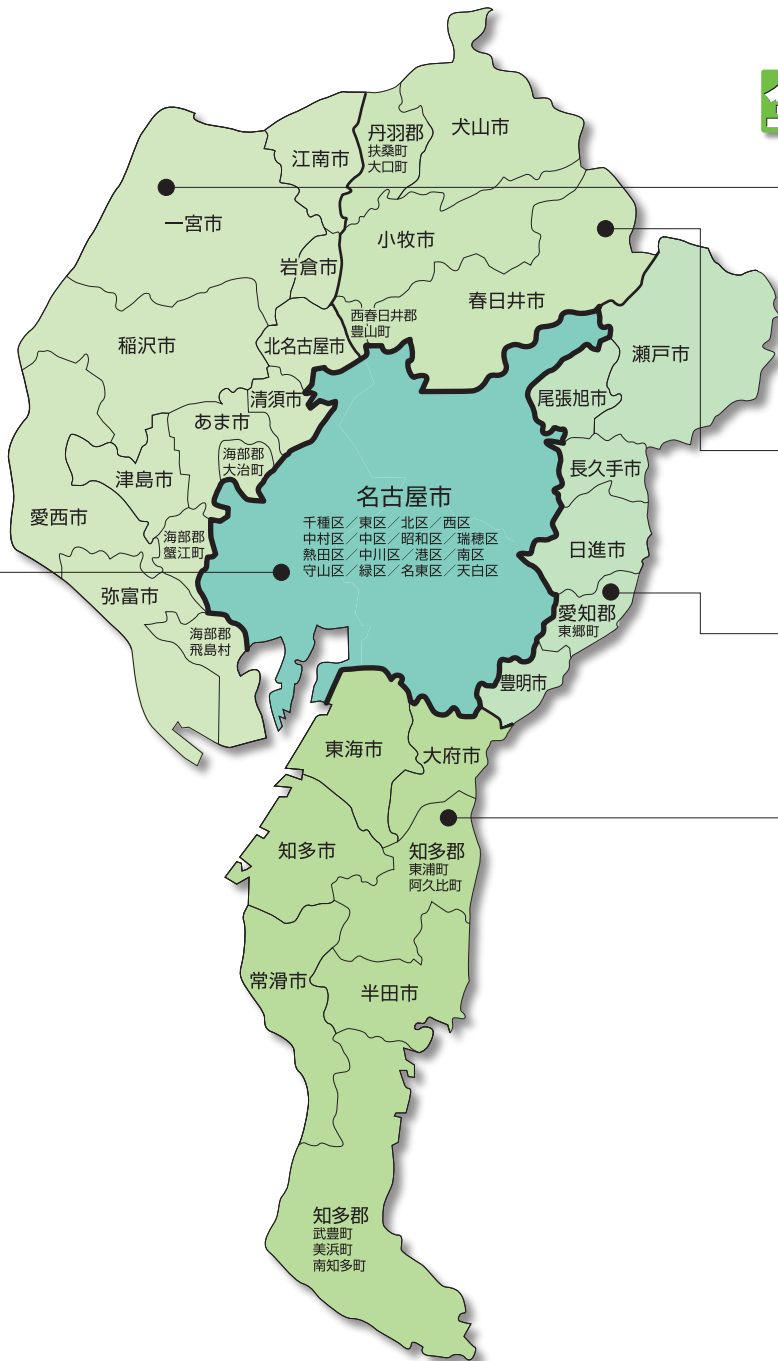 犬山市
丹羽郡
扶桑町
大口町
江南市
一宮市
小牧市
岩倉市
春日井市
西春日井郡
豊山町
稲沢市
北名古屋市
瀬戸市
清須市
尾張旭市
あま市
海部郡
大治町
長久手市
津島市
愛西市
名古屋市
千種区／東区／北区／西区
中村区／中区／昭和区／瑞穂区
熱田区／中川区／港区／南区
守山区／緑区／名東区／天白区
海部郡
蟹江町
日進市
弥富市
愛知郡
東郷町
海部郡
飛島村
豊明市
東海市
大府市
知多市
知多郡
東浦町
阿久比町
常滑市
半田市
知多郡
武豊町
美浜町
南知多町